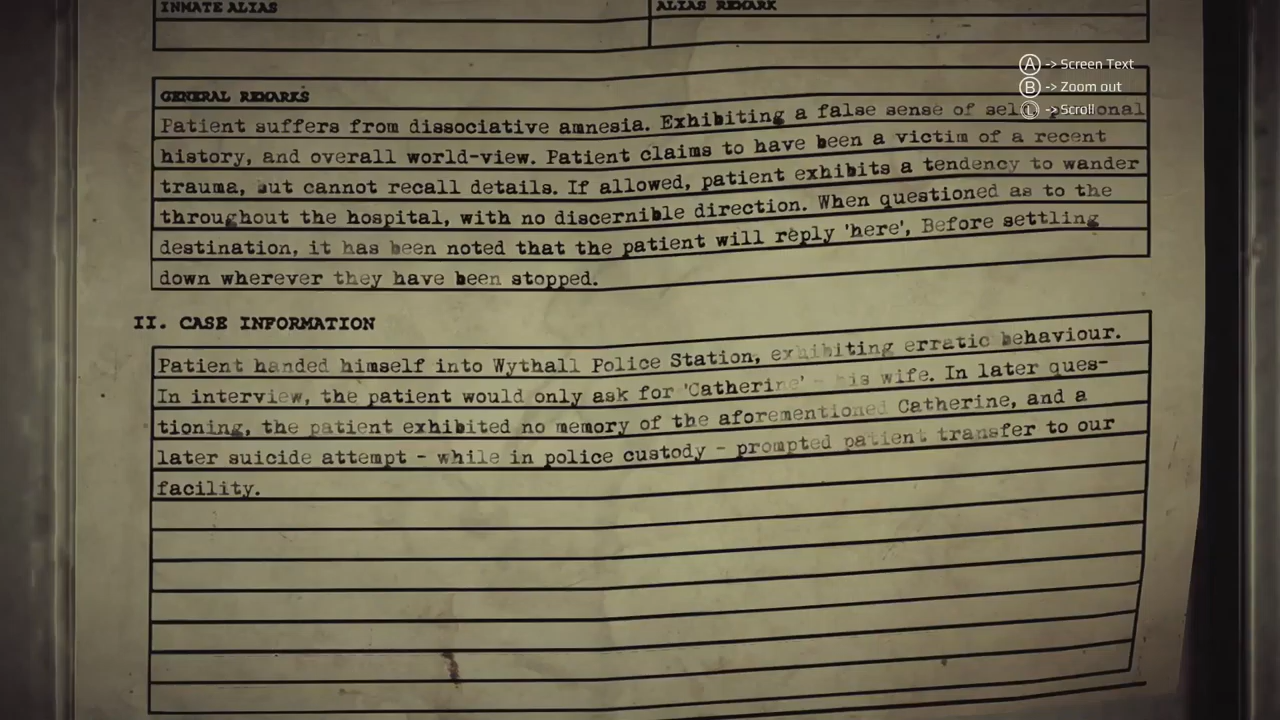 INMATE ALIAS
ALIAS REMARK
A -> Screen Text
B -> Zoom out
L -> Scroll
GENERAL REMARKS
Patient suffers from dissociative amnesia. Exhibiting a false sense of
history, and overall world-view. Patient claims to have been a victim of a recent
trauma, but cannot recall details. If allowed, patient exhibits a tendency to wander
throughout the hospital, with no discernible direction. When questioned as to the
destination, it has been noted that the patient will reply 'here', Before settling
down wherever they have been stopped.
II. CASE INFORMATION
Patient handed himself into Wythall Police Station, exhibiting erratic behaviour.
In interview, the patient would only ask for 'Catherine' - his wife. In later ques-
tioning, the patient exhibited no memory of the aforementioned Catherine, and a
later suicide attempt - while in police custody - prompted patient transfer to our
facility.